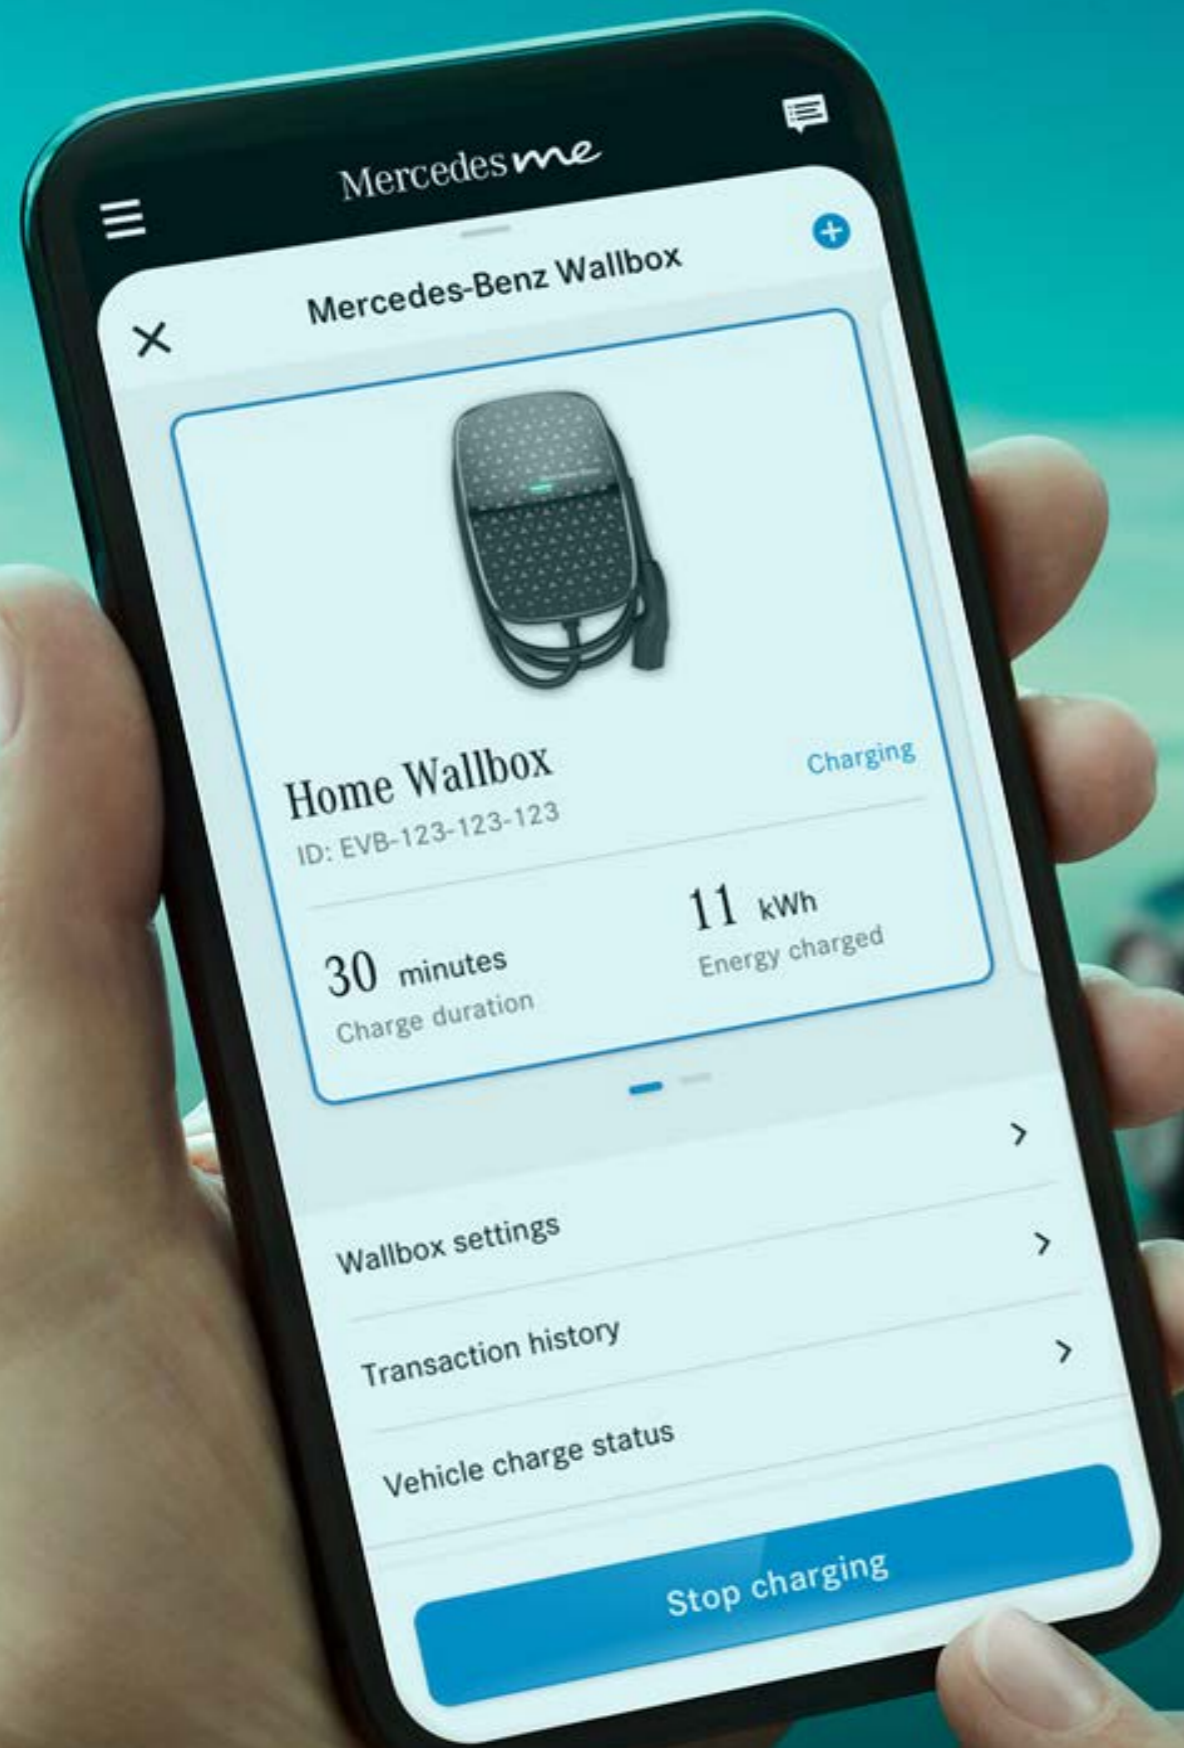 Mercedes me
Mercedes-Benz Wallbox
Home Wallbox
Charging
ID: EVB-123-123-123
30 minutes
11 kWh
Charge duration
Energy charged
Wallbox settings
Transaction history
Vehicle charge status
Stop charging